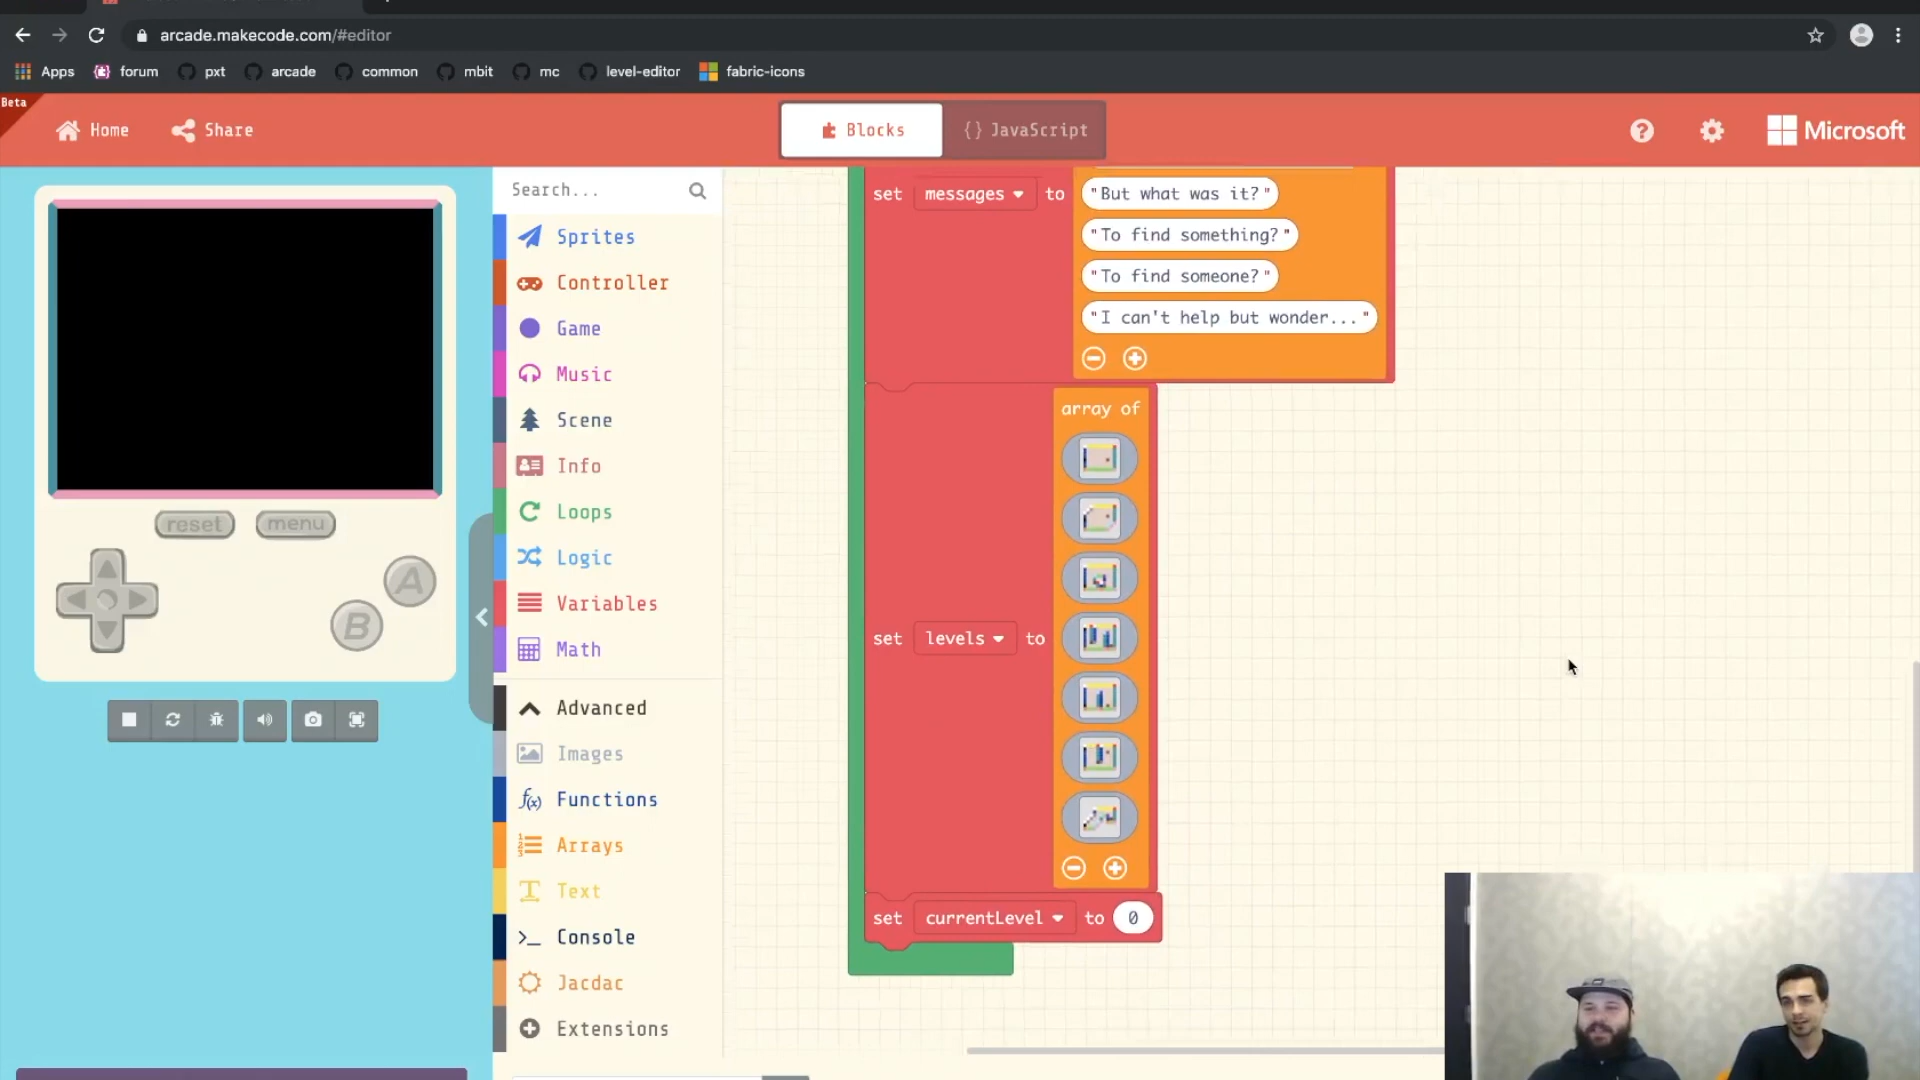 arcade.makecode.com/#editor
Apps forum pxt arcade common mbit mc level-editor fabric-icons
Beta
Home Share Blocks {} JavaScript ? Microsoft
Search...
Sprites
Controller
Game
Music
Scene
Info
Loops
Logic
Variables
Math
Advanced
Images
Functions
Arrays
Text
Console
Jacdac
Extensions
reset menu
A
B
set messages to
"But what was it?"
"To find something?"
"To find someone?"
"I can't help but wonder..."
array of
set levels to
set currentLevel to 0